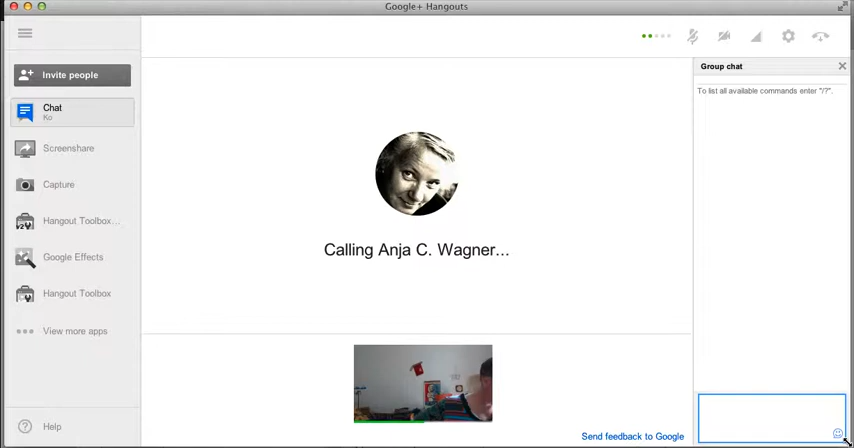 Google+ Hangouts
Invite people
Chat
Ko
Screenshare
Capture
Hangout Toolbox...
Google Effects
Hangout Toolbox
View more apps
Help
Calling Anja C. Wagner...
Send feedback to Google
Group chat
To list all available commands enter "/?".